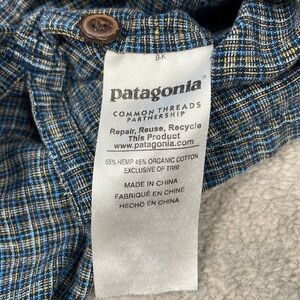 B-K
patagonia®
COMMON THREADS
PARTNERSHIP
Repair, Reuse, Recycle
This Product
www.patagonia.com
55% HEMP 45% ORGANIC COTTON
EXCLUSIVE OF TRIM
MADE IN CHINA
FABRIQUÉ EN CHINE
HECHO EN CHINA